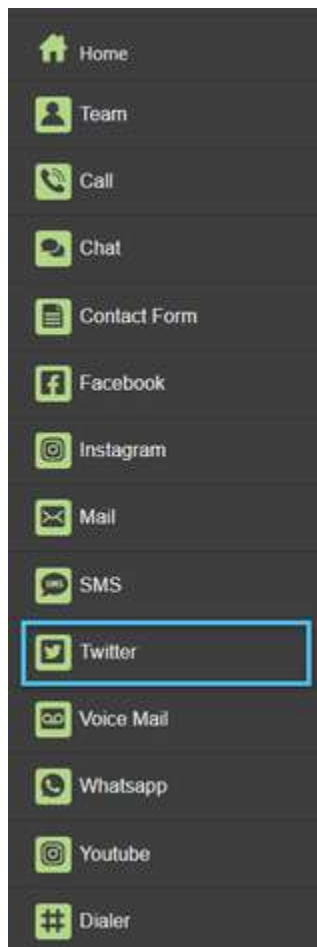 Home
Team
Call
Chat
Contact Form
Facebook
Instagram
Mail
SMS
Twitter
Voice Mail
Whatsapp
Youtube
Dialer